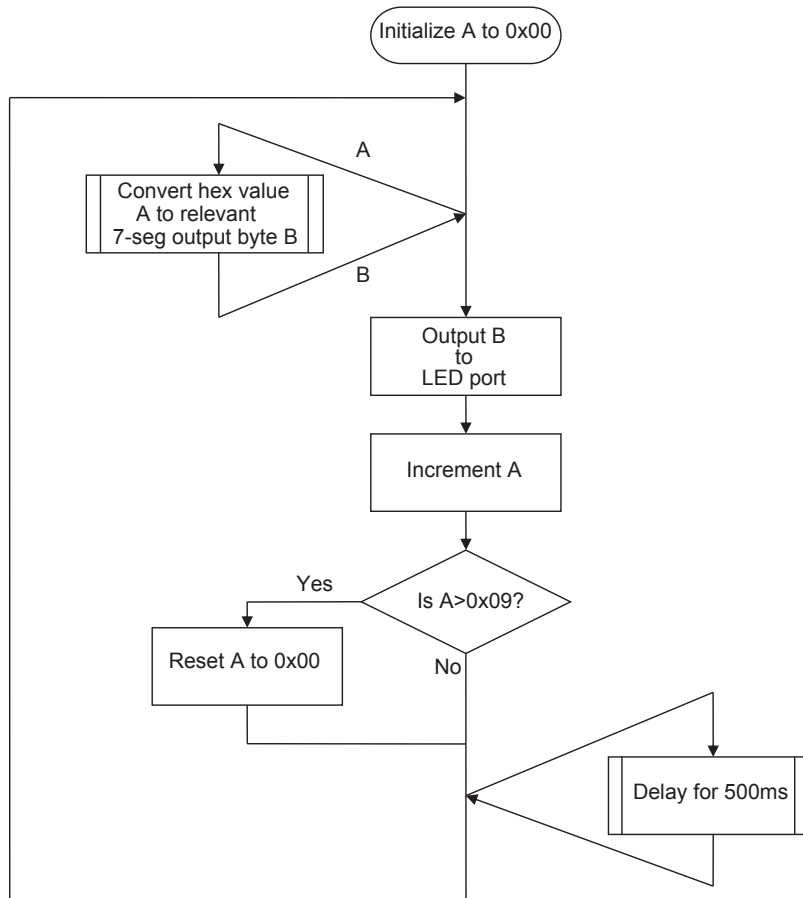 Initialize A to 0x00
A
Convert hex value
A to relevant
7-seg output byte B
B
Output B
to
LED port
Increment A
Is A>0x09?
Yes
Reset A to 0x00
No
Delay for 500ms